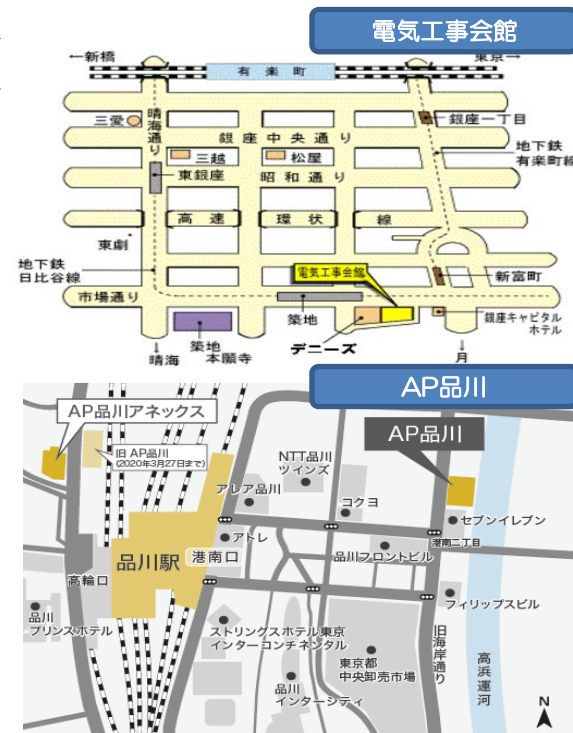 電気工事会館
←新橋
東京→
有楽町
晴海通り
三愛
銀座一丁目
銀座中央通り
三越
松屋
地下鉄
有楽町線
東銀座
昭和通り
高速環状線
東劇
地下鉄
日比谷線
電気工事会館
新富町
市場通り
築地
銀座キャピタル
ホテル
デニーズ
築地
本願寺
↓
晴海
↓
月
AP品川
AP品川アネックス
旧 AP品川
(2020年3月27日まで)
AP品川
NTT品川
ツインズ
アレア品川
コクヨ
セブンイレブン
港南二丁目
アトレ
品川駅
港南口
品川フロントビル
高輪口
フィリップスビル
品川
プリンスホテル
ストリングスホテル東京
インターコンチネンタル
旧海岸通り
高浜運河
東京都
中央卸売市場
品川
インターシティ
N